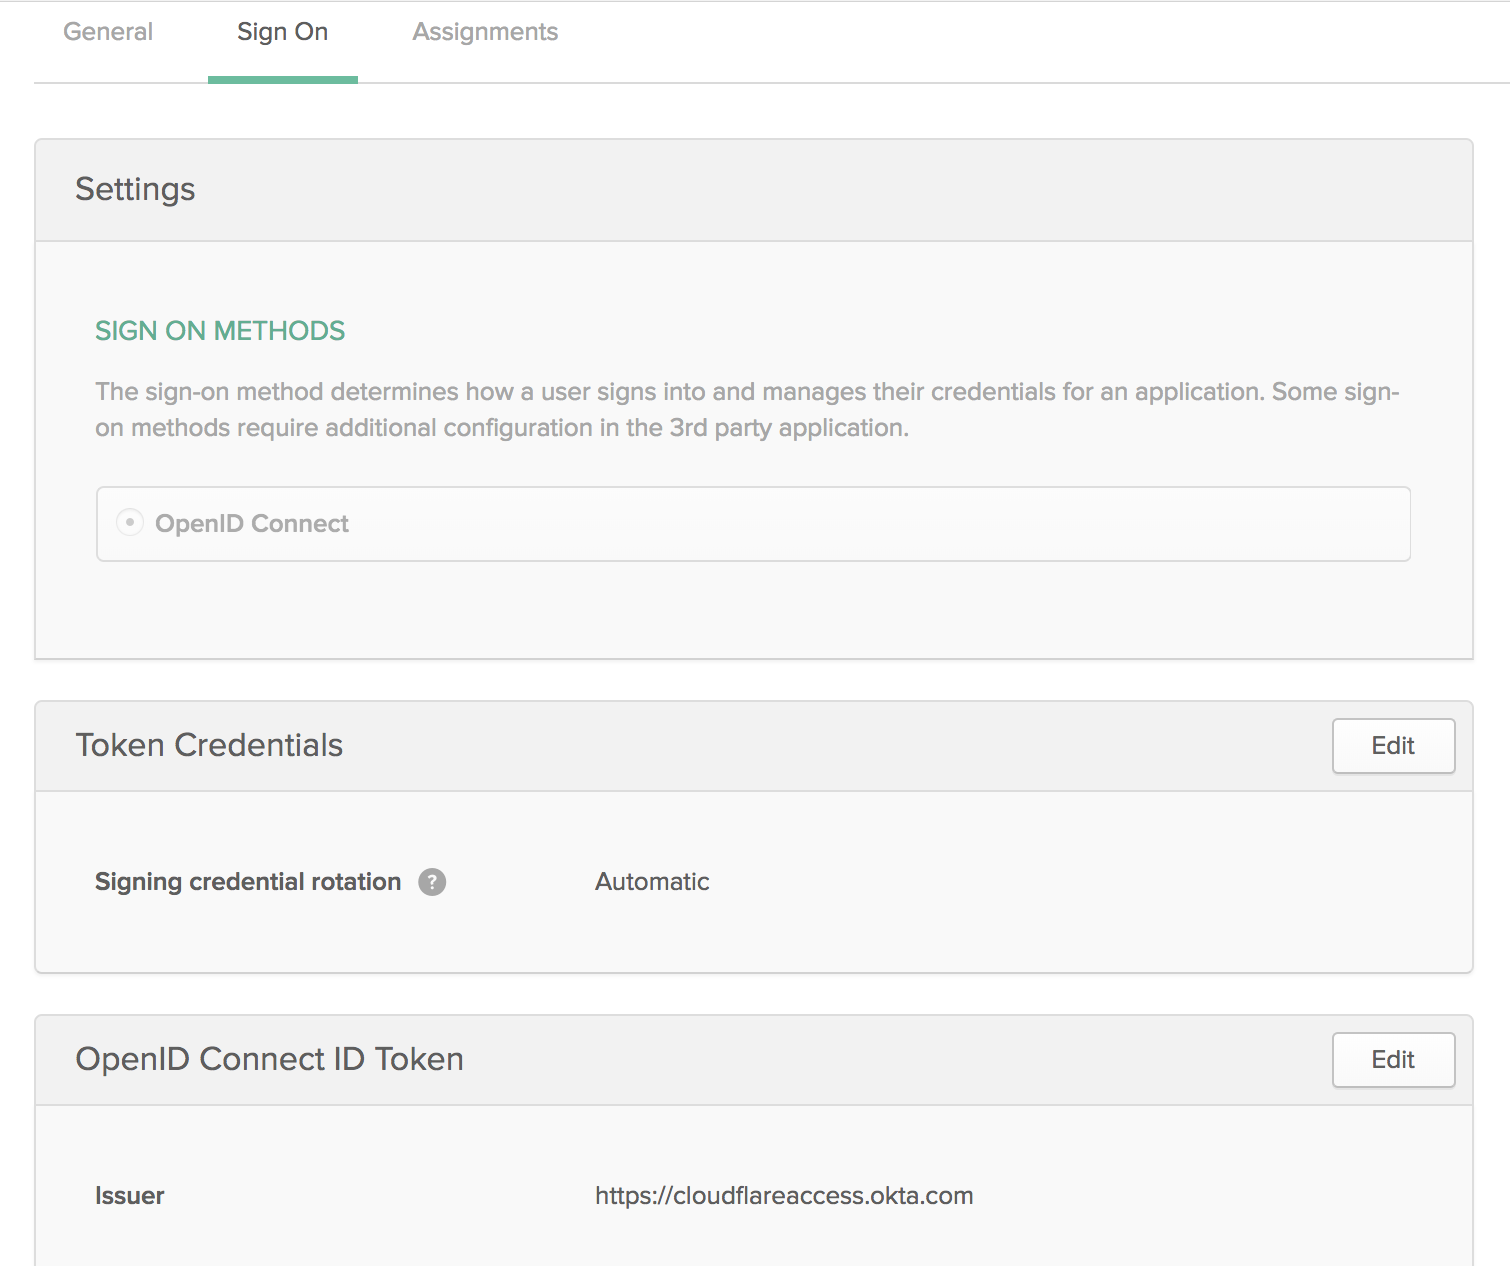 General Sign On Assignments
Settings
SIGN ON METHODS
The sign-on method determines how a user signs into and manages their credentials for an application. Some sign-
on methods require additional configuration in the 3rd party application.
OpenID Connect
Token Credentials Edit
Signing credential rotation ? Automatic
OpenID Connect ID Token Edit
Issuer https://cloudflareaccess.okta.com